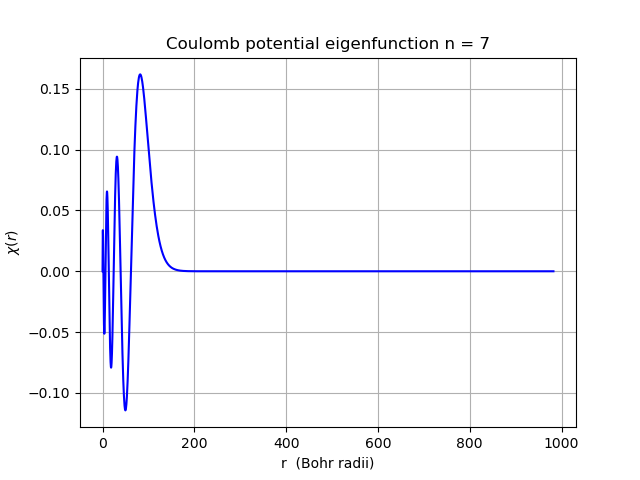 Coulomb potential eigenfunction n = 7
0.15
0.10
0.05
0.00
−0.05
−0.10
χ(r)
0 200 400 600 800 1000
r (Bohr radii)